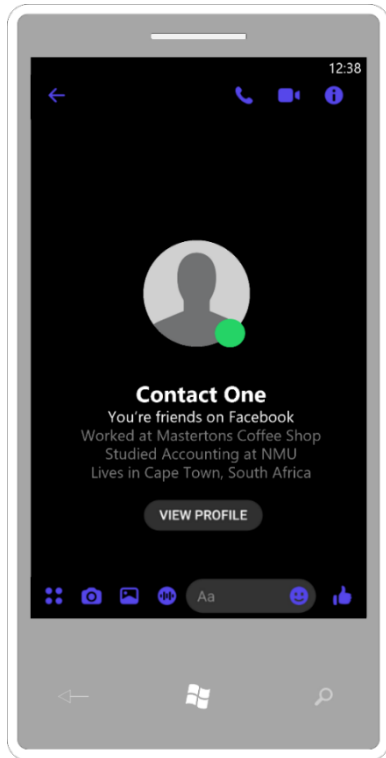 12:38
Contact One
You're friends on Facebook
Worked at Mastertons Coffee Shop
Studied Accounting at NMU
Lives in Cape Town, South Africa
VIEW PROFILE
Aa